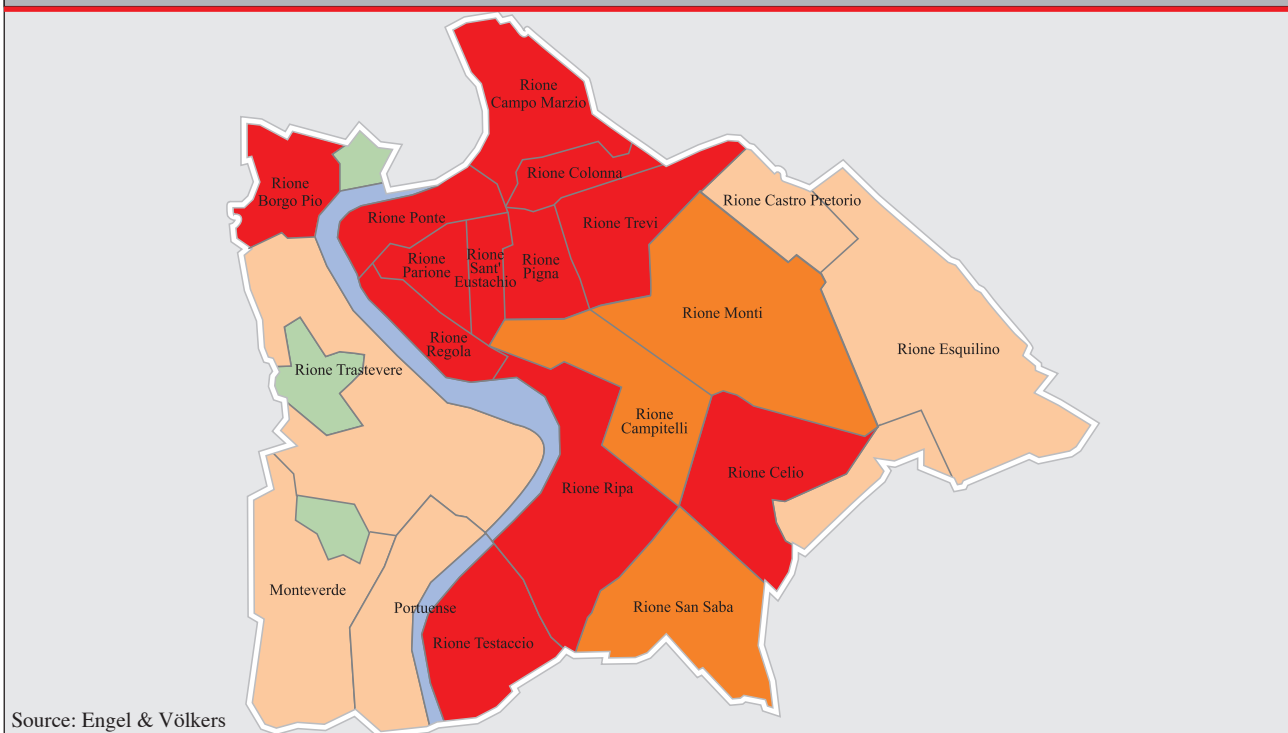 Rione
Campo Marzio
Rione Colonna
Rione
Borgo Pio
Rione Castro Pretorio
Rione Ponte
Rione Trevi
Rione
Parione
Rione
Sant'
Eustachio
Rione
Pigna
Rione Monti
Rione
Regola
Rione Esquilino
Rione Trastevere
Rione
Campitelli
Rione Celio
Rione Ripa
Monteverde
Portuense
Rione San Saba
Rione Testaccio
Source: Engel & Völkers